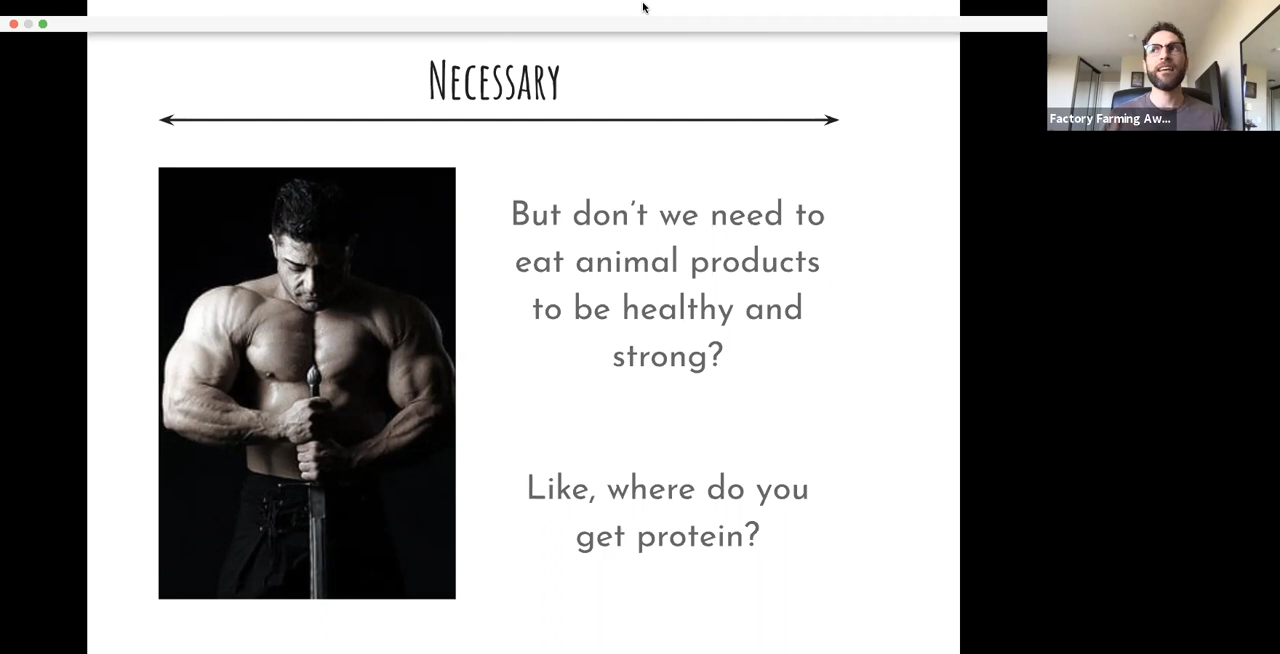 Necessary
Factory Farming Aw...
But don't we need to
eat animal products
to be healthy and
strong?
Like, where do you
get protein?